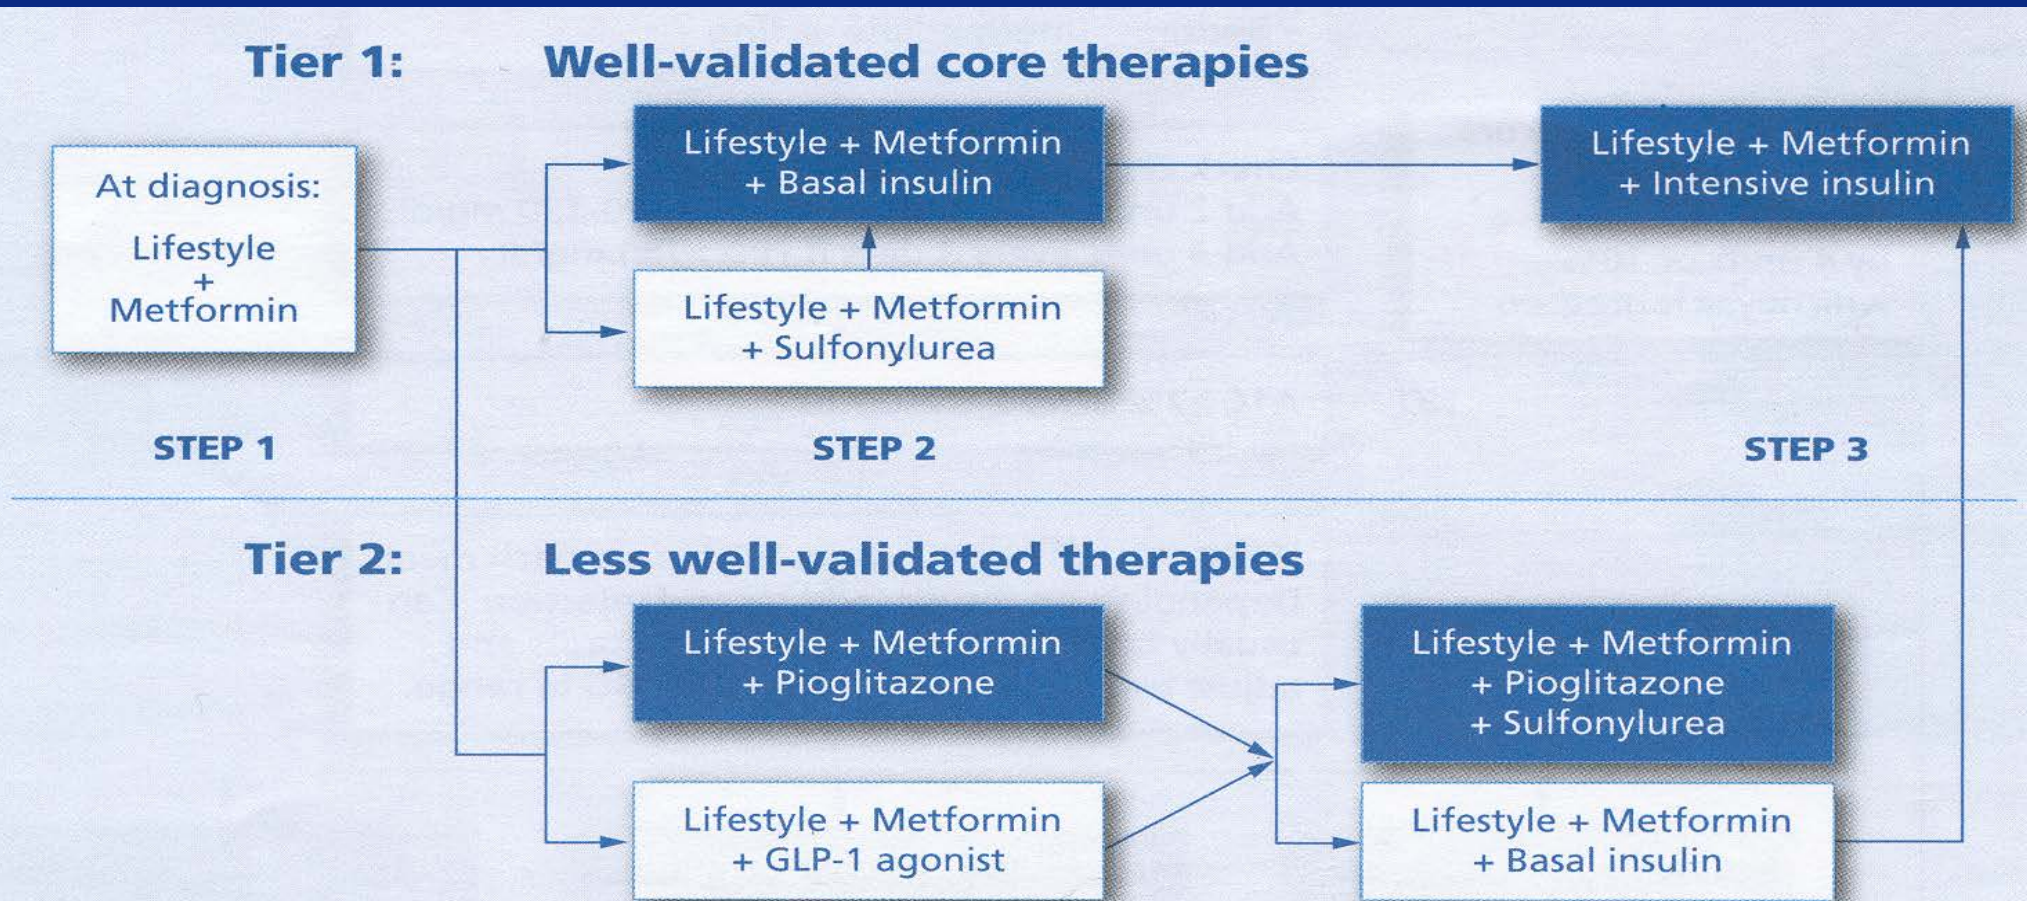 Tier 1: Well-validated core therapies
At diagnosis:
Lifestyle
+
Metformin
Lifestyle + Metformin
+ Basal insulin
Lifestyle + Metformin
+ Sulfonylurea
Lifestyle + Metformin
+ Intensive insulin
STEP 1 STEP 2 STEP 3
Tier 2: Less well-validated therapies
Lifestyle + Metformin
+ Pioglitazone
Lifestyle + Metformin
+ GLP-1 agonist
Lifestyle + Metformin
+ Pioglitazone
+ Sulfonylurea
Lifestyle + Metformin
+ Basal insulin